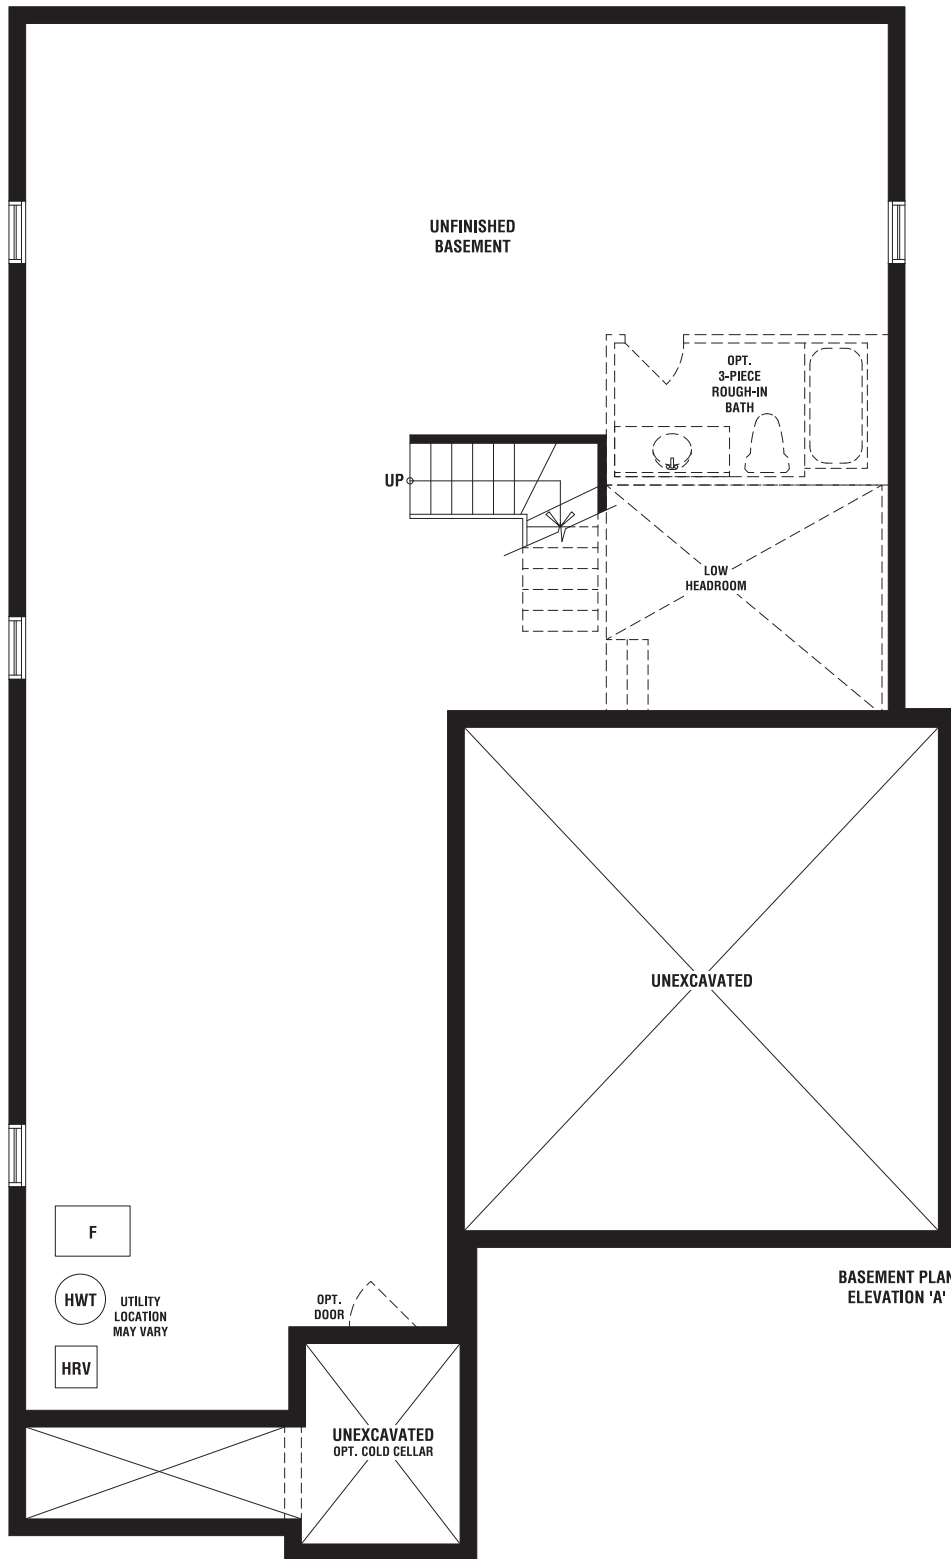 UNFINISHED
BASEMENT
OPT.
3-PIECE
ROUGH-IN
BATH
UP
LOW
HEADROOM
UNEXCAVATED
F
HWT
UTILITY
LOCATION
MAY VARY
HRV
OPT.
DOOR
BASEMENT PLAN
ELEVATION 'A'
UNEXCAVATED
OPT. COLD CELLAR